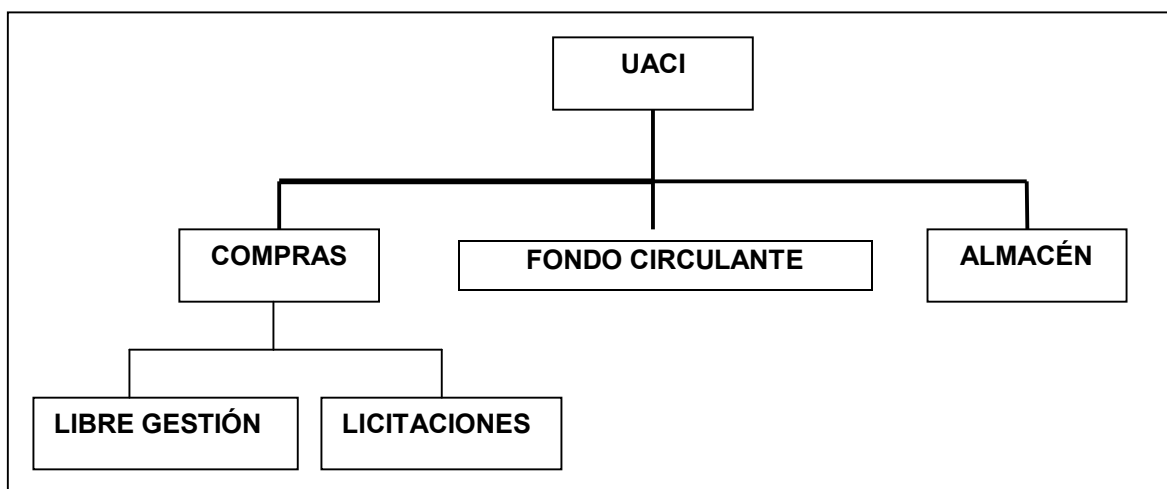 UACI
COMPRAS
FONDO CIRCULANTE
ALMACÉN
LIBRE GESTIÓN
LICITACIONES